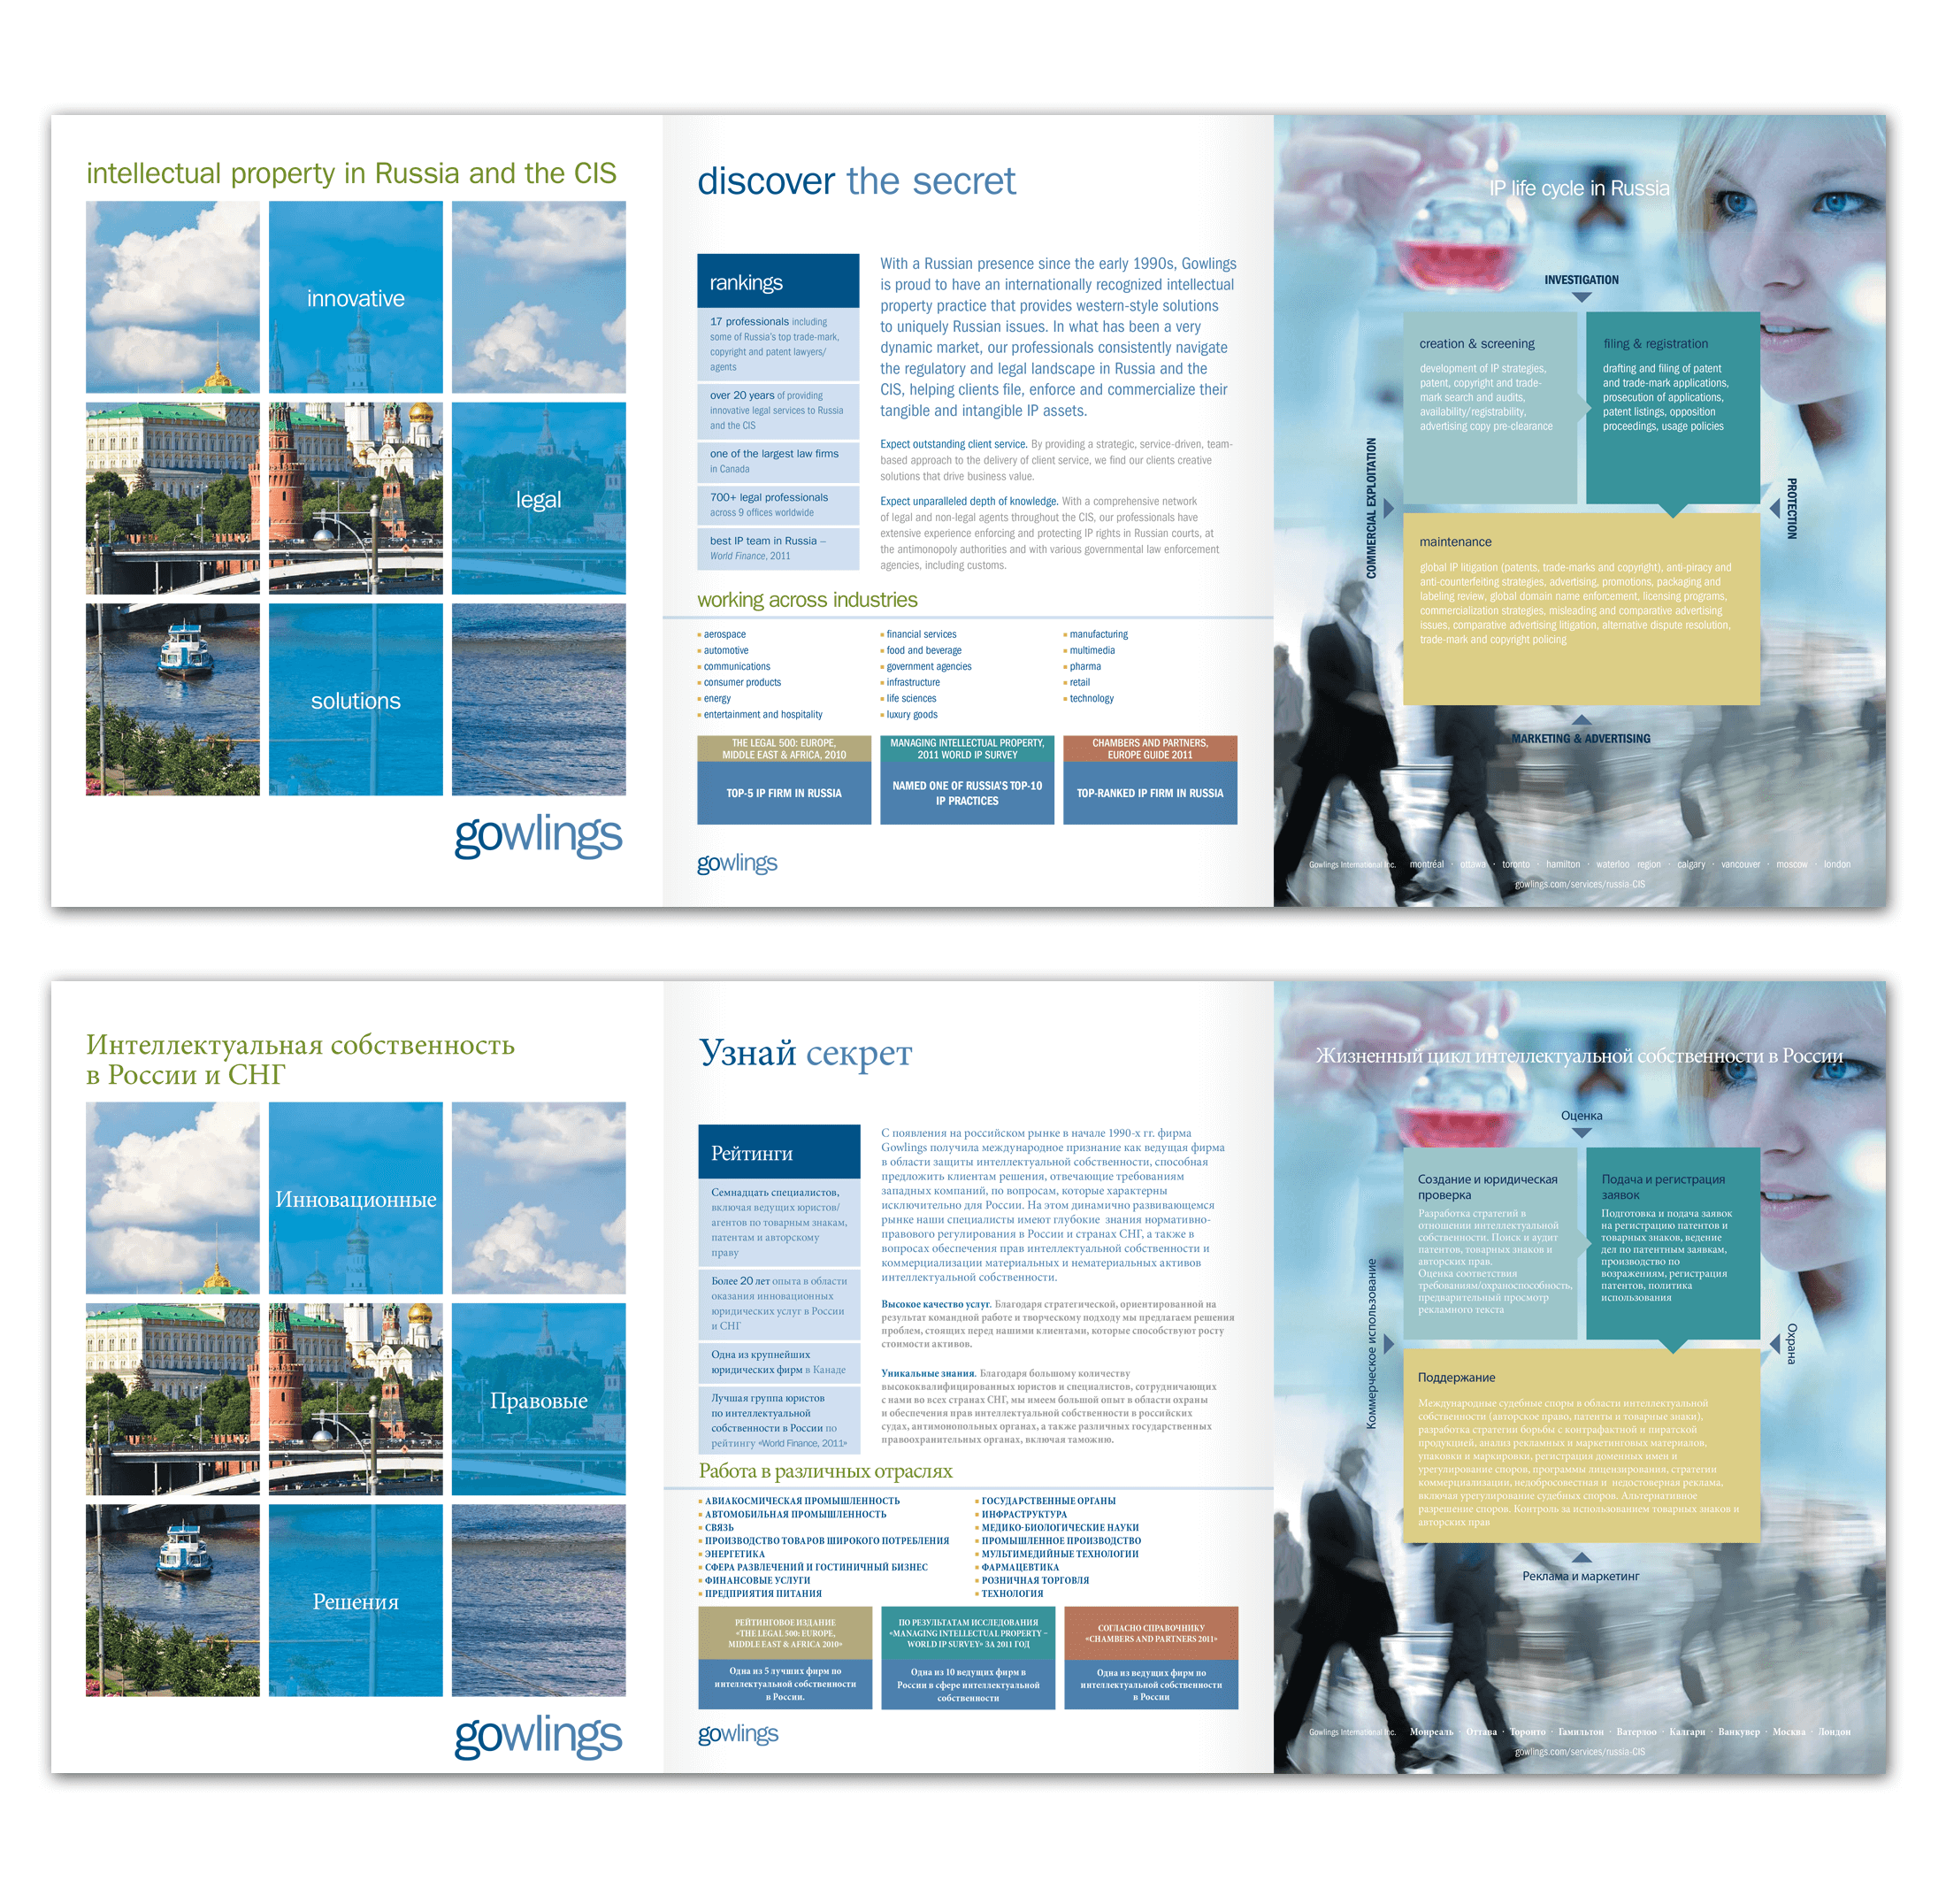 intellectual property in Russia and the CIS
innovative
legal
solutions
gowlings
discover the secret
rankings
17 professionals including
some of Russia's top trade-mark,
copyright and patent lawyers/
agents
over 20 years of providing
innovative legal services to Russia
and the CIS
one of the largest law firms
in Canada
700+ legal professionals
across 9 offices worldwide
best IP team in Russia –
World Finance, 2011
With a Russian presence since the early 1990s, Gowlings
is proud to have an internationally recognized intellectual
property practice that provides western-style solutions
to uniquely Russian issues. In what has been a very
dynamic market, our professionals consistently navigate
the regulatory and legal landscape in Russia and the
CIS, helping clients file, enforce and commercialize their
tangible and intangible IP assets.
Expect outstanding client service. By providing a strategic, service-driven, team-
based approach to the delivery of client service, we find our clients creative
solutions that drive business value.
Expect unparalleled depth of knowledge. With a comprehensive network
of legal and non-legal agents throughout the CIS, our professionals have
extensive experience enforcing and protecting IP rights in Russian courts, at
the antimonopoly authorities and with various governmental law enforcement
agencies, including customs.
working across industries
aerospace
automotive
communications
consumer products
energy
entertainment and hospitality
financial services
food and beverage
government agencies
infrastructure
life sciences
luxury goods
manufacturing
multimedia
pharma
retail
technology
THE LEGAL 500: EUROPE,
MIDDLE EAST & AFRICA, 2010
TOP-5 IP FIRM IN RUSSIA
MANAGING INTELLECTUAL PROPERTY,
2011 WORLD IP SURVEY
NAMED ONE OF RUSSIA'S TOP-10
IP PRACTICES
CHAMBERS AND PARTNERS,
EUROPE GUIDE 2011
TOP-RANKED IP FIRM IN RUSSIA
gowlings
IP life cycle in Russia
INVESTIGATION
creation & screening
development of IP strategies,
patent, copyright and trade-
mark search and audits,
availability/registrability,
advertising copy pre-clearance
filing & registration
drafting and filing of patent
and trade-mark applications,
prosecution of applications,
patent listings, opposition
proceedings, usage policies
COMMERCIAL EXPLOITATION
PROTECTION
maintenance
global IP litigation (patents, trade-marks and copyright), anti-piracy and
anti-counterfeiting strategies, advertising, promotions, packaging and
labeling review, global domain name enforcement, licensing programs,
commercialization strategies, misleading and comparative advertising
issues, comparative advertising litigation, alternative dispute resolution,
trade-mark and copyright policing
MARKETING & ADVERTISING
Gowlings International Inc. montréal · ottawa · toronto · hamilton · waterloo region · calgary · vancouver · moscow · london
gowlings.com/services/russia-CIS
Интеллектуальная собственность
в России и СНГ
Инновационные
Правовые
Решения
gowlings
Узнай секрет
Рейтинги
Семнадцать специалистов,
включая ведущих юристов/
агентов по товарным знакам,
патентам и авторскому
праву
Более 20 лет опыта в области
оказания инновационных
юридических услуг в России
и СНГ
Одна из крупнейших
юридических фирм в Канаде
Лучшая группа юристов
по интеллектуальной
собственности в России по
рейтингу «World Finance, 2011»
С появления на российском рынке в начале 1990-х гг. фирма
Gowlings получила международное признание как ведущая фирма
в области защиты интеллектуальной собственности, способная
предложить клиентам решения, отвечающие требованиям
западных компаний, по вопросам, которые характерны
исключительно для России. На этом динамично развивающемся
рынке наши специалисты имеют глубокие знания нормативно-
правового регулирования в России и странах СНГ, а также в
вопросах обеспечения прав интеллектуальной собственности и
коммерциализации материальных и нематериальных активов
интеллектуальной собственности.
Высокое качество услуг. Благодаря стратегической, ориентированной на
результат командной работе и творческому подходу мы предлагаем решения
проблем, стоящих перед нашими клиентами, которые способствуют росту
стоимости активов.
Уникальные знания. Благодаря большому количеству
высококвалифицированных юристов и специалистов, сотрудничающих
с нами во всех странах СНГ, мы имеем большой опыт в области охраны
и обеспечения прав интеллектуальной собственности в российских
судах, антимонопольных органах, а также различных государственных
правоохранительных органах, включая таможню.
Работа в различных отраслях
АВИАКОСМИЧЕСКАЯ ПРОМЫШЛЕННОСТЬ
АВТОМОБИЛЬНАЯ ПРОМЫШЛЕННОСТЬ
СВЯЗЬ
ПРОИЗВОДСТВО ТОВАРОВ ШИРОКОГО ПОТРЕБЛЕНИЯ
ЭНЕРГЕТИКА
СФЕРА РАЗВЛЕЧЕНИЙ И ГОСТИНИЧНЫЙ БИЗНЕС
ФИНАНСОВЫЕ УСЛУГИ
ПРЕДПРИЯТИЯ ПИТАНИЯ
ГОСУДАРСТВЕННЫЕ ОРГАНЫ
ИНФРАСТРУКТУРА
МЕДИКО-БИОЛОГИЧЕСКИЕ НАУКИ
ПРОМЫШЛЕННОЕ ПРОИЗВОДСТВО
МУЛЬТИМЕДИЙНЫЕ ТЕХНОЛОГИИ
ФАРМАЦЕВТИКА
РОЗНИЧНАЯ ТОРГОВЛЯ
ТЕХНОЛОГИЯ
РЕЙТИНГОВОЕ ИЗДАНИЕ
«THE LEGAL 500: EUROPE,
MIDDLE EAST & AFRICA 2010»
Одна из 5 лучших фирм по
интеллектуальной собственности
в России.
ПО РЕЗУЛЬТАТАМ ИССЛЕДОВАНИЯ
«MANAGING INTELLECTUAL PROPERTY –
WORLD IP SURVEY» ЗА 2011 ГОД
Одна из 10 ведущих фирм в
России в сфере интеллектуальной
собственности
СОГЛАСНО СПРАВОЧНИКУ
«CHAMBERS AND PARTNERS 2011»
Одна из ведущих фирм по
интеллектуальной собственности
в России
gowlings
Жизненный цикл интеллектуальной собственности в России
Оценка
Создание и юридическая
проверка
Разработка стратегий в
отношении интеллектуальной
собственности. Поиск и аудит
патентов, товарных знаков и
авторских прав.
Оценка соответствия
требованиям/охраноспособность,
предварительный просмотр
рекламного текста
Подача и регистрация
заявок
Подготовка и подача заявок
на регистрацию патентов и
товарных знаков, ведение
дел по патентным заявкам,
производство по
возражениям, регистрация
патентов, политика
использования
Коммерческое использование
Охрана
Поддержание
Международные судебные споры в области интеллектуальной
собственности (авторское право, патенты и товарные знаки),
разработка стратегии борьбы с контрафактной и пиратской
продукцией, анализ рекламных и маркетинговых материалов,
упаковки и маркировки, регистрация доменных имен и
урегулирование споров, программы лицензирования, стратегии
коммерциализации, недобросовестная и недостоверная реклама,
включая урегулирование судебных споров. Альтернативное
разрешение споров. Контроль за использованием товарных знаков и
авторских прав
Реклама и маркетинг
Gowlings International Inc. Монреаль · Оттава · Торонто · Гамильтон · Ватерлоо · Калгари · Ванкувер · Москва · Лондон
gowlings.com/services/russia-CIS